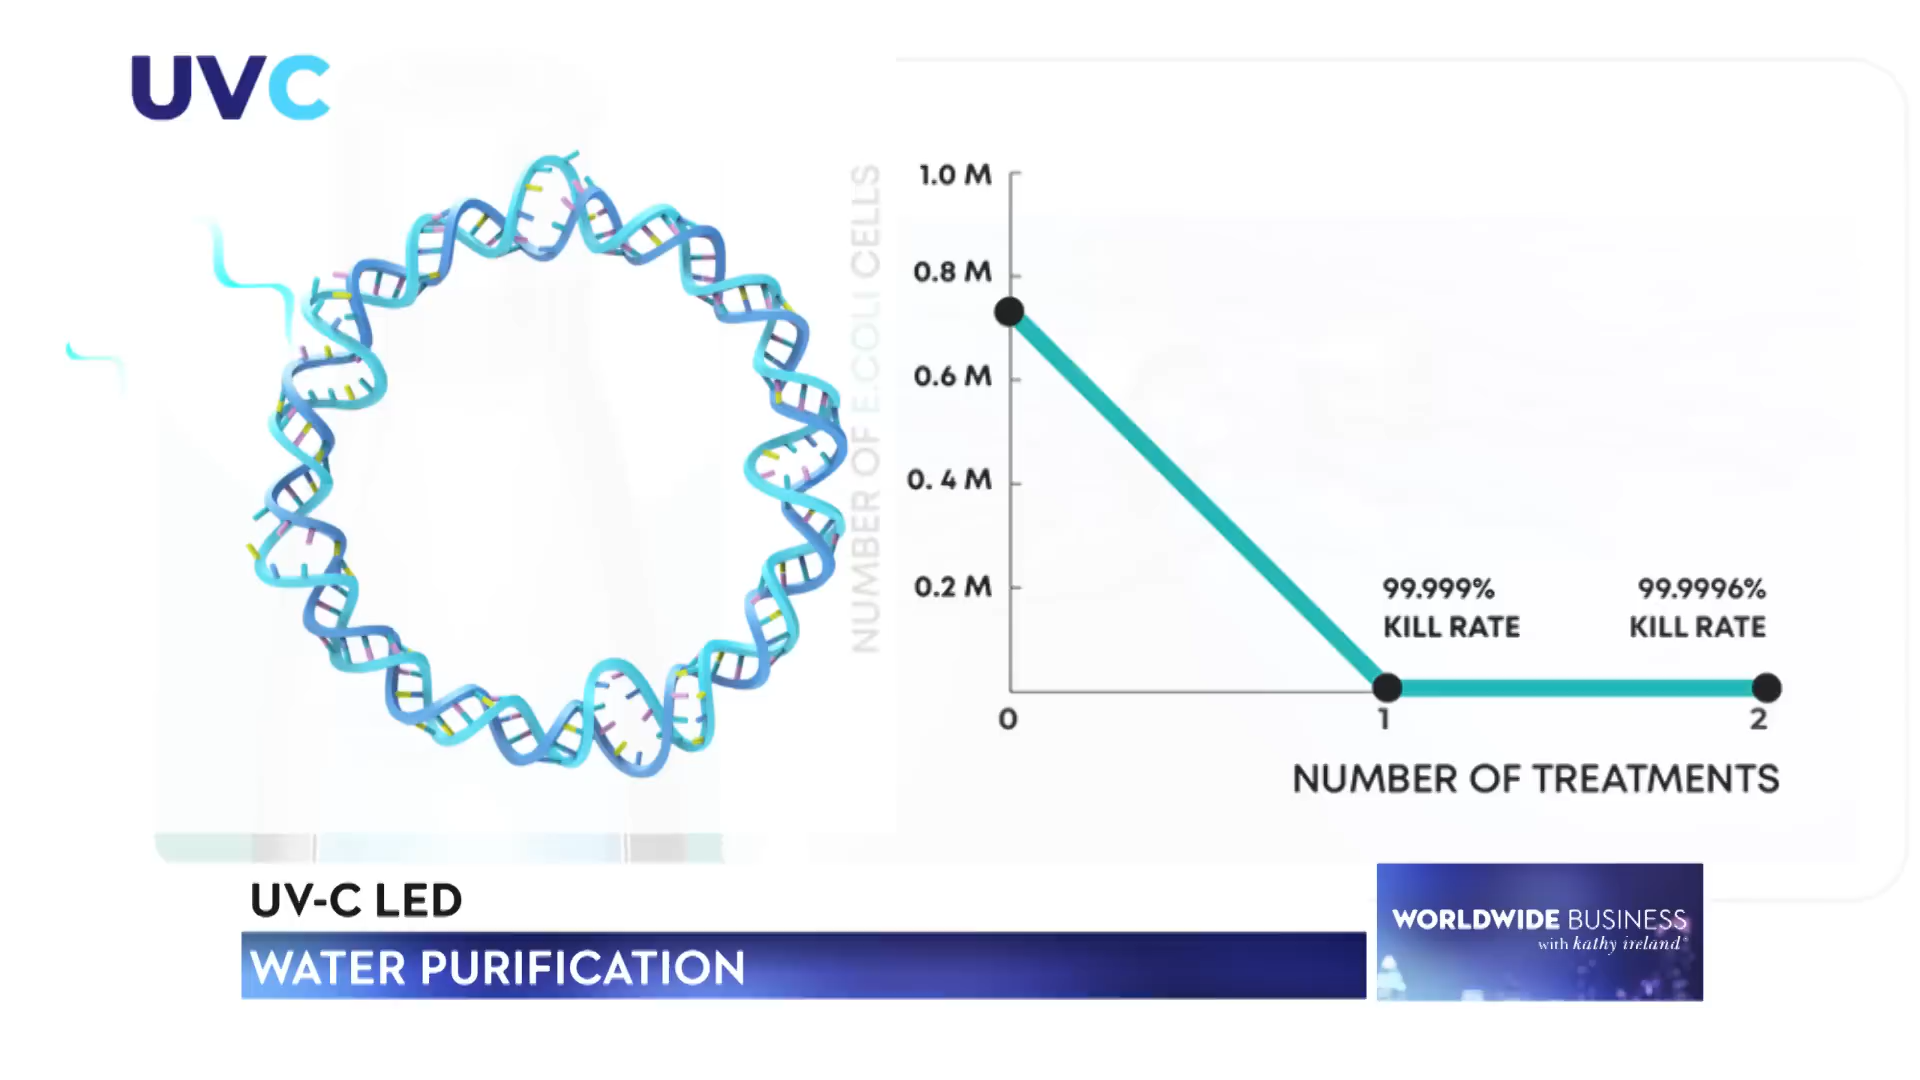 UVC
NUMBER OF E.COLI CELLS
1.0 M
0.8 M
0.6 M
0. 4 M
0.2 M
99.999%
KILL RATE
99.9996%
KILL RATE
0
1
2
NUMBER OF TREATMENTS
UV-C LED
WATER PURIFICATION
WORLDWIDE BUSINESS
with kathy ireland®